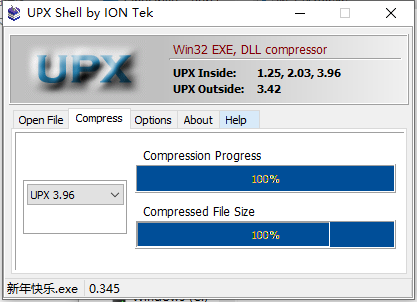 UPX Shell by ION Tek
UPX
Win32 EXE, DLL compressor
UPX Inside: 1.25, 2.03, 3.96
UPX Outside: 3.42
Open File Compress Options About Help
Compression Progress
100%
UPX 3.96
Compressed File Size
100%
新年快乐.exe 0.345